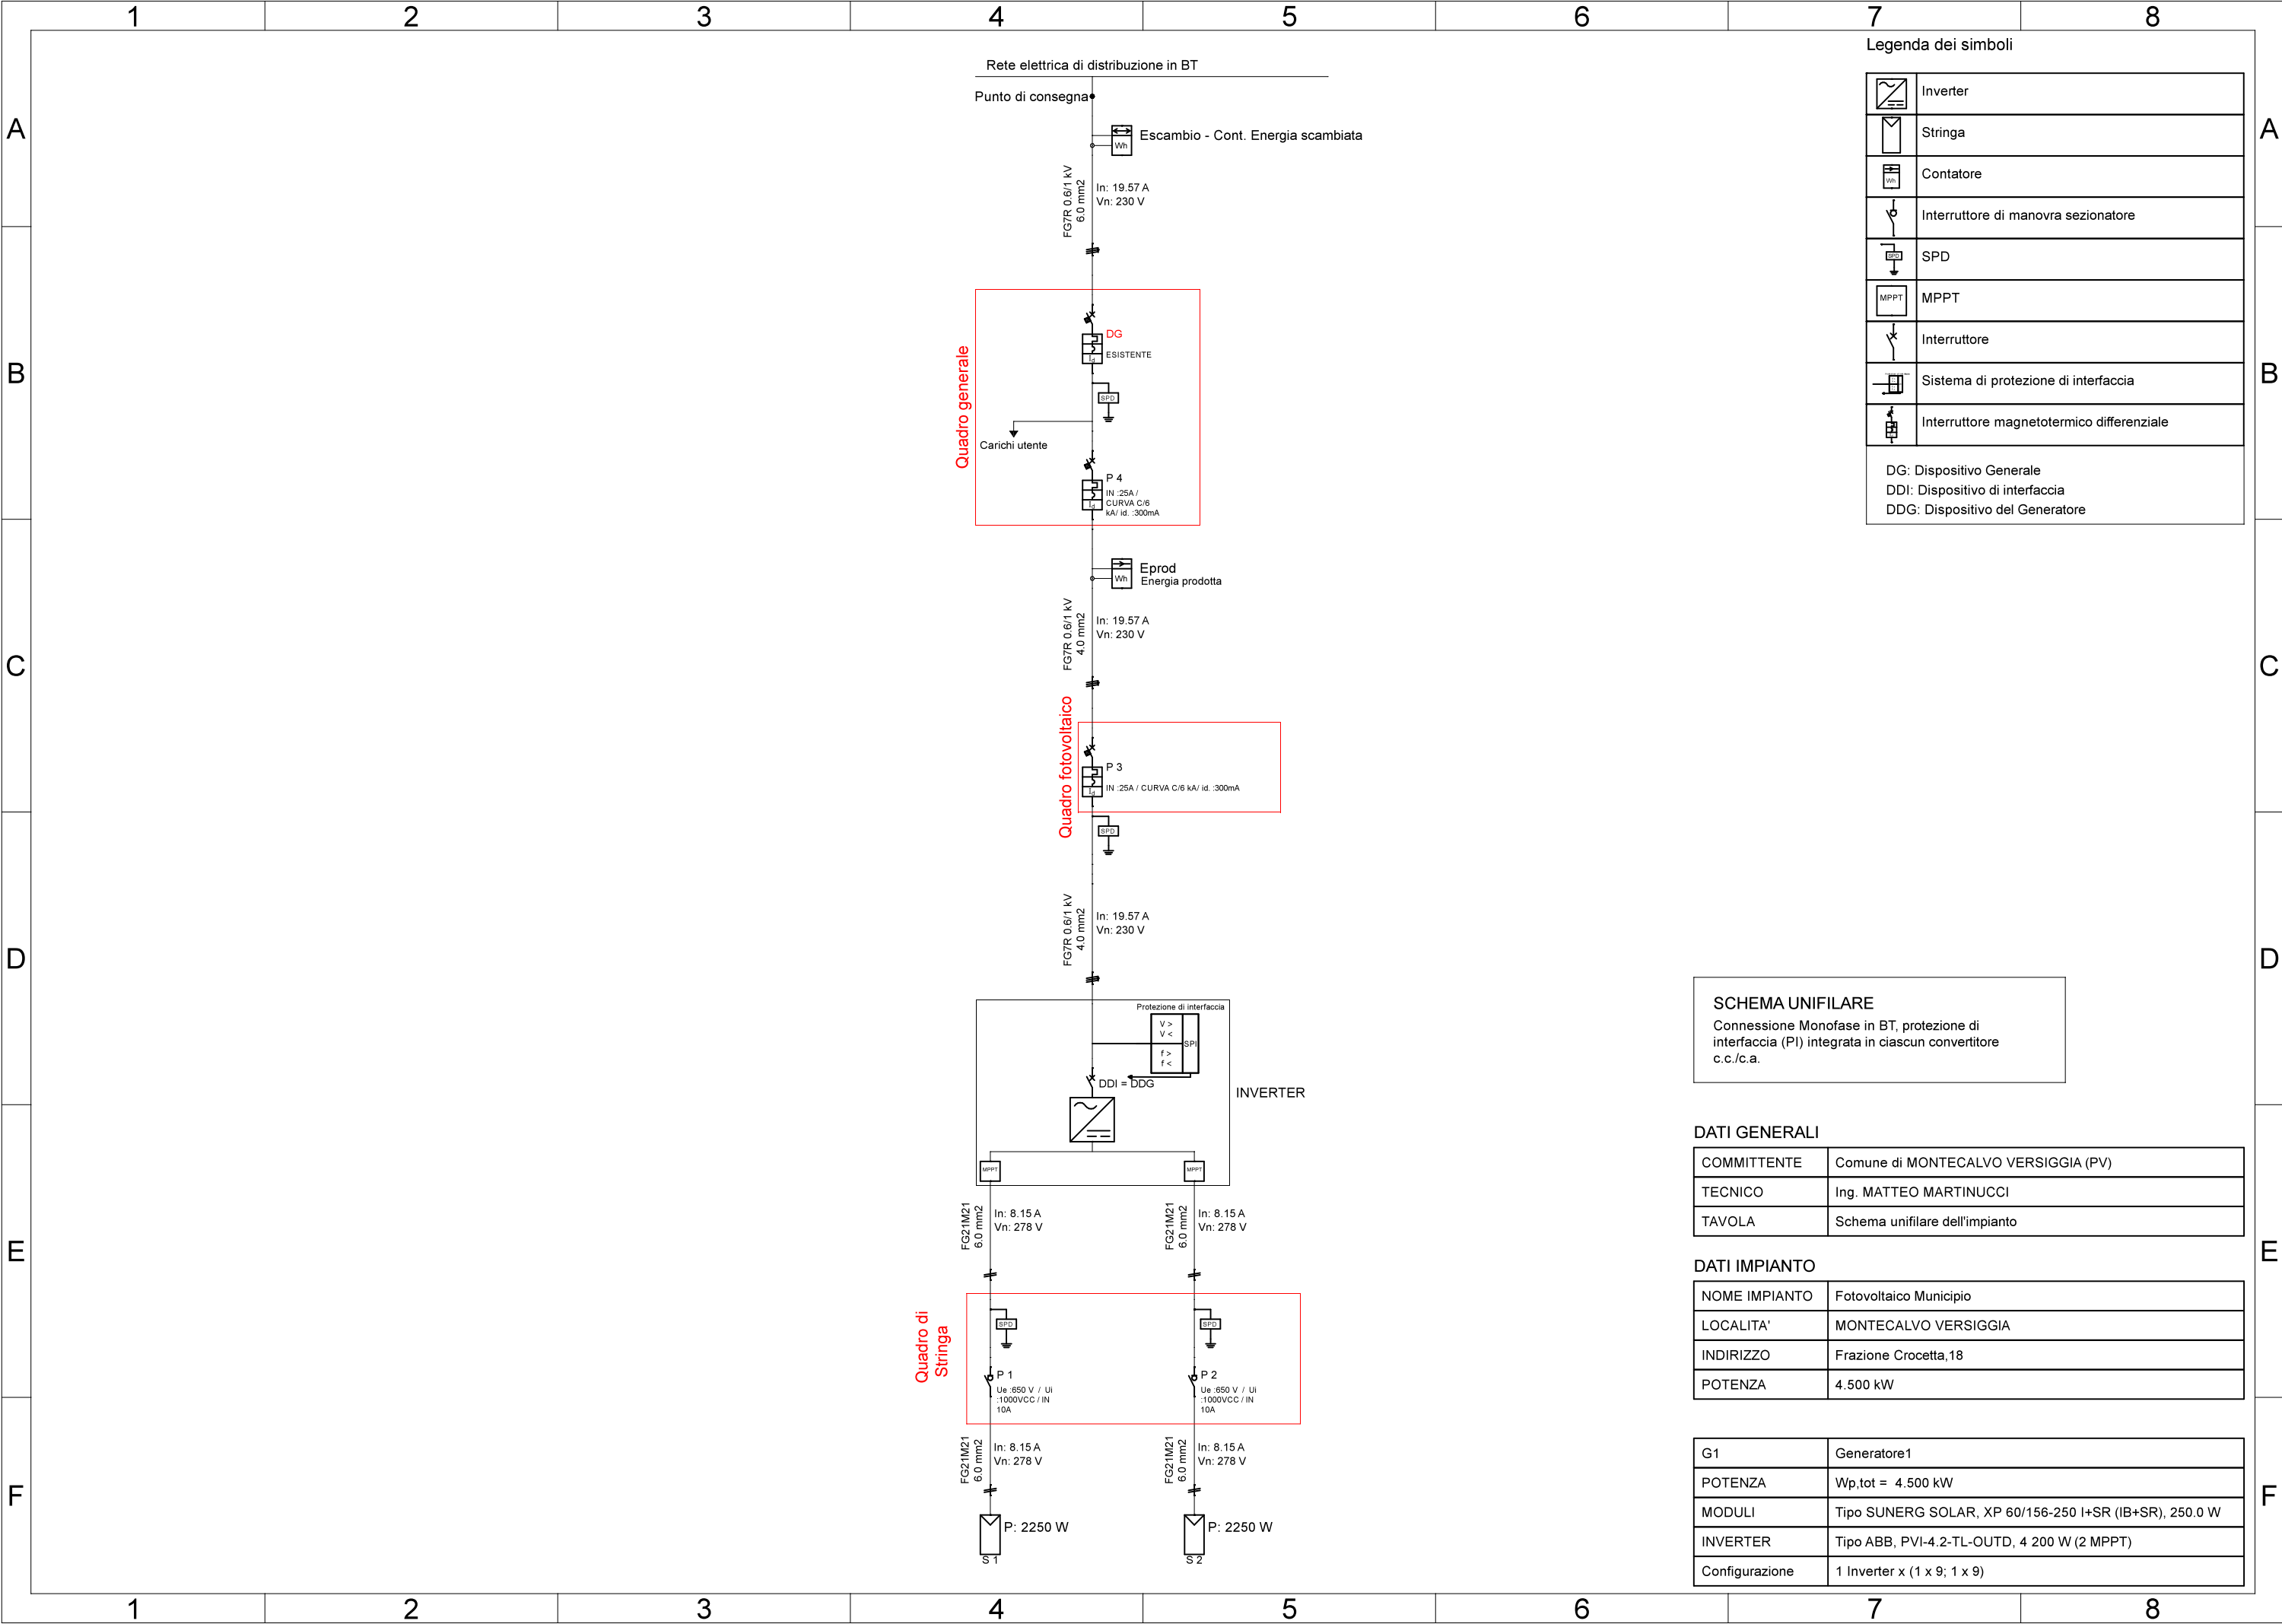 1 2 3 4 5 6 7 8
A
B
C
D
E
F
Rete elettrica di distribuzione in BT
Punto di consegna
Escambio - Cont. Energia scambiata
Wh
FG7R 0.6/1 kV
6.0 mm2
In: 19.57 A
Vn: 230 V
Quadro generale
DG
ESISTENTE
Id
SPD
Carichi utente
P 4
IN :25A /
CURVA C/6
kA/ id. :300mA
Id
Eprod
Energia prodotta
Wh
FG7R 0.6/1 kV
4.0 mm2
In: 19.57 A
Vn: 230 V
Quadro fotovoltaico
P 3
IN :25A / CURVA C/6 kA/ id. :300mA
Id
SPD
FG7R 0.6/1 kV
4.0 mm2
In: 19.57 A
Vn: 230 V
Protezione di interfaccia
V >
V <
f >
f <
SPI
DDI = DDG
INVERTER
MPPT
MPPT
FG21M21
6.0 mm2
In: 8.15 A
Vn: 278 V
FG21M21
6.0 mm2
In: 8.15 A
Vn: 278 V
Quadro di
Stringa
SPD
SPD
P 1
Ue :650 V / Ui
:1000VCC / IN
10A
P 2
Ue :650 V / Ui
:1000VCC / IN
10A
FG21M21
6.0 mm2
In: 8.15 A
Vn: 278 V
FG21M21
6.0 mm2
In: 8.15 A
Vn: 278 V
P: 2250 W
S 1
P: 2250 W
S 2
Legenda dei simboli
Inverter
Stringa
Wh
Contatore
Interruttore di manovra sezionatore
SPD
SPD
MPPT
MPPT
Interruttore
Sistema di protezione di interfaccia
Interruttore magnetotermico differenziale
DG: Dispositivo Generale
DDI: Dispositivo di interfaccia
DDG: Dispositivo del Generatore
SCHEMA UNIFILARE
Connessione Monofase in BT, protezione di
interfaccia (PI) integrata in ciascun convertitore
c.c./c.a.
DATI GENERALI
COMMITTENTE Comune di MONTECALVO VERSIGGIA (PV)
TECNICO Ing. MATTEO MARTINUCCI
TAVOLA Schema unifilare dell'impianto
DATI IMPIANTO
NOME IMPIANTO Fotovoltaico Municipio
LOCALITA' MONTECALVO VERSIGGIA
INDIRIZZO Frazione Crocetta,18
POTENZA 4.500 kW
G1 Generatore1
POTENZA Wp,tot = 4.500 kW
MODULI Tipo SUNERG SOLAR, XP 60/156-250 I+SR (IB+SR), 250.0 W
INVERTER Tipo ABB, PVI-4.2-TL-OUTD, 4 200 W (2 MPPT)
Configurazione 1 Inverter x (1 x 9; 1 x 9)
A
B
C
D
E
F
1 2 3 4 5 6 7 8